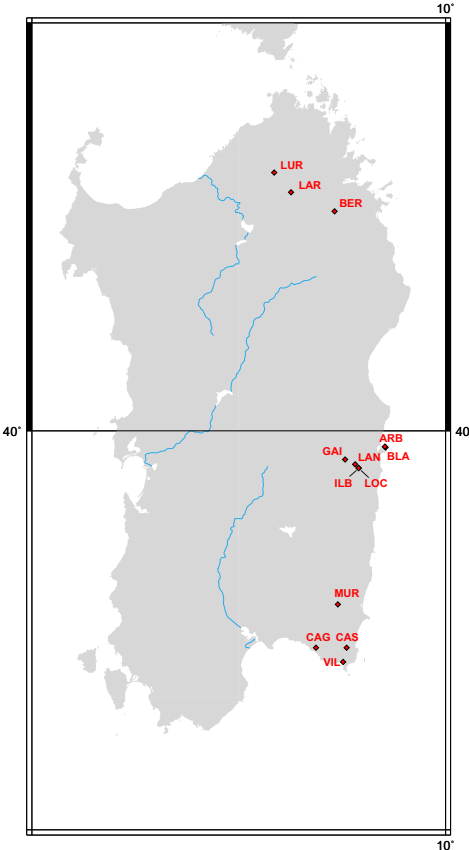 10°
LUR
LAR
BER
40°
40
ARB
GAI
LAN
BLA
ILB
LOC
MUR
CAG
CAS
VIL
10°